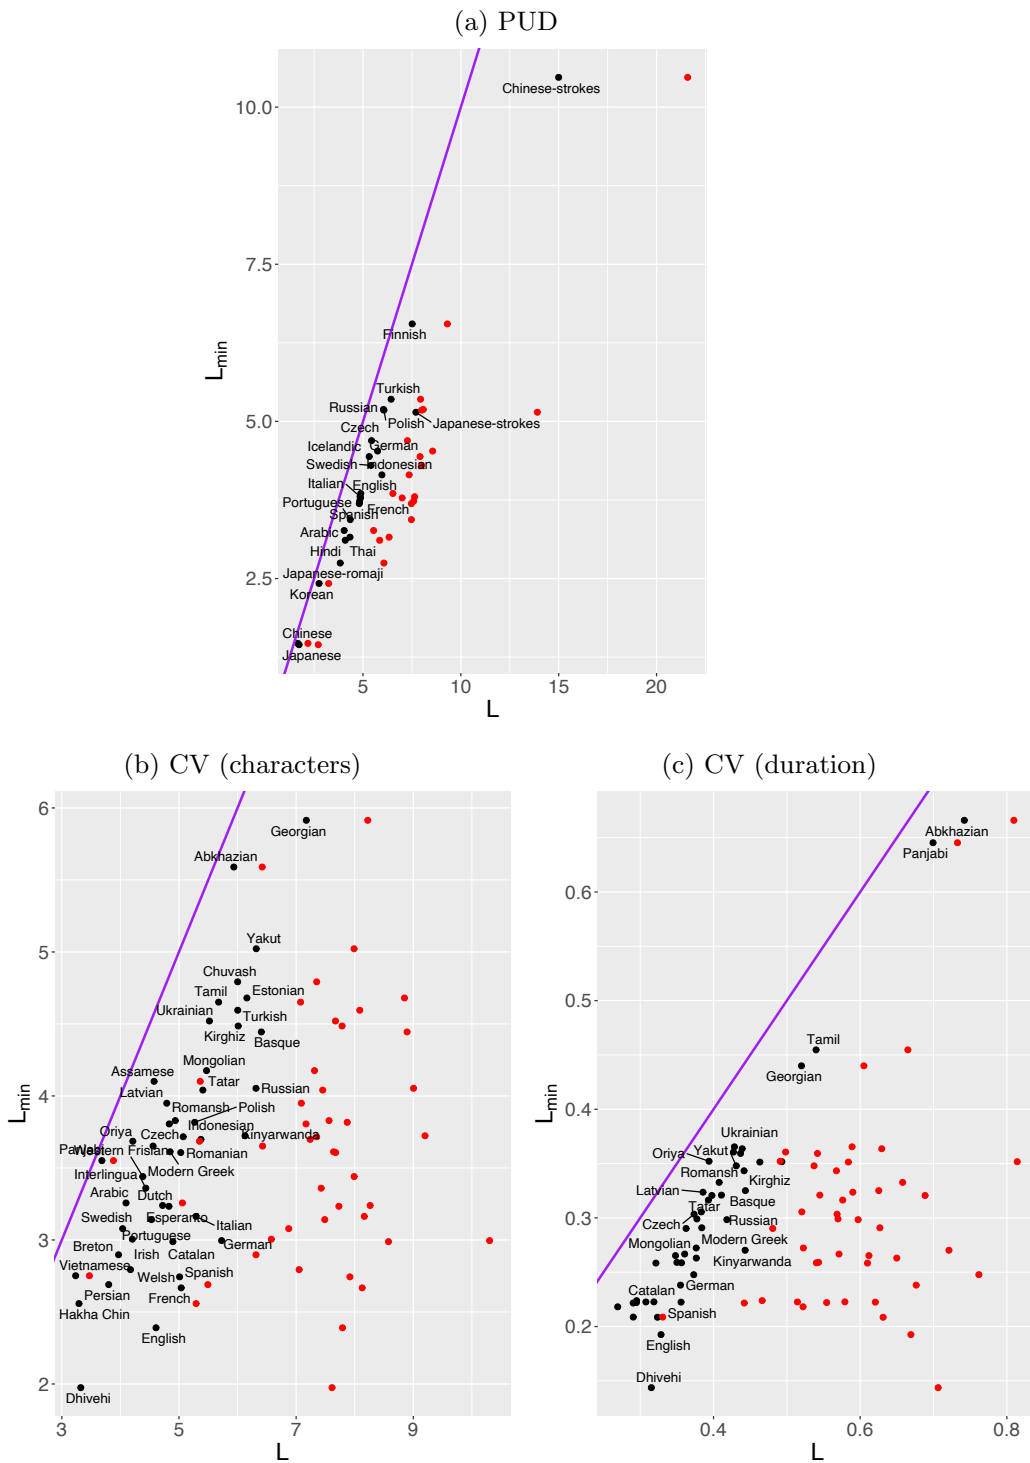 (a) PUD
Chinese-strokes
10.0
7.5
Finnish
L_min
Turkish
Russian
Polish
Japanese-strokes
5.0
Czech
Icelandic
German
Swedish
Indonesian
Italian
English
Portuguese
French
Spanish
Arabic
Hindi
Thai
Japanese-romaji
2.5
Korean
Chinese
Japanese
5
10
15
20
L
(b) CV (characters)
6
Georgian
Abkhazian
5
Yakut
Chuvash
Tamil
Estonian
Ukrainian
Turkish
Kirghiz
Basque
Mongolian
Assamese
Tatar
Russian
4
Latvian
Romansh
Polish
L_min
Oriya
Czech
Indonesian
Kinyarwanda
Panjabi
Western Frisian
Romanian
Interlingua
Modern Greek
Arabic
Dutch
Swedish
Esperanto
Italian
Portuguese
3
German
Breton
Irish
Catalan
Vietnamese
Welsh
Spanish
Persian
French
Hakha Chin
English
2
Dhivehi
3
5
7
9
L
(c) CV (duration)
Abkhazian
Panjabi
0.6
0.5
Tamil
Georgian
0.4
L_min
Ukrainian
Oriya
Yakut
Romansh
Kirghiz
Latvian
Basque
0.3
Tatar
Czech
Russian
Mongolian
Modern Greek
Kinyarwanda
German
Catalan
Spanish
0.2
English
Dhivehi
0.4
0.6
0.8
L